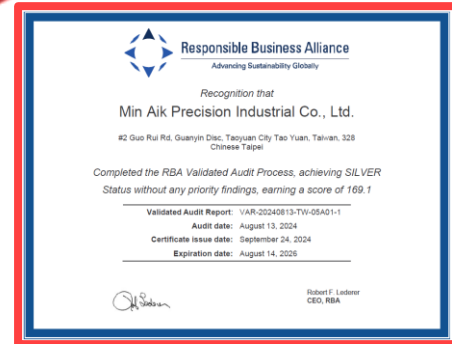 Responsible Business Alliance
Advancing Sustainability Globally
Recognition that
Min Aik Precision Industrial Co., Ltd.
#2 Guo Rui Rd, Guanyin Disc, Taoyuan City Tao Yuan, Taiwan, 328
Chinese Taipei
Completed the RBA Validated Audit Process, achieving SILVER
Status without any priority findings, earning a score of 169.1
Validated Audit Report: VAR-20240813-TW-05A01-1
Audit date: August 13, 2024
Certificate issue date: September 24, 2024
Expiration date: August 14, 2026
Robert F. Lederer
CEO, RBA